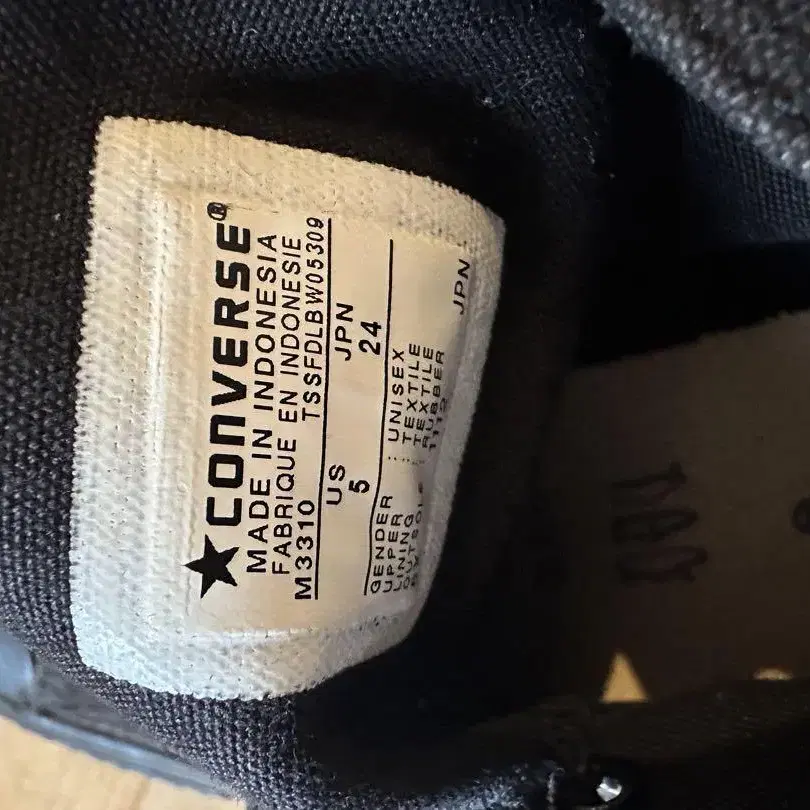 ★CONVERSE®
MADE IN INDONESIA
FABRIQUE EN INDONESIE
M3310 TSSFDLBW05309
US JPN
5 24
GENDER : UNISEX
UPPER : TEXTILE
LINING : TEXTILE
OUTSOLE : RUBBER
1112 JPN